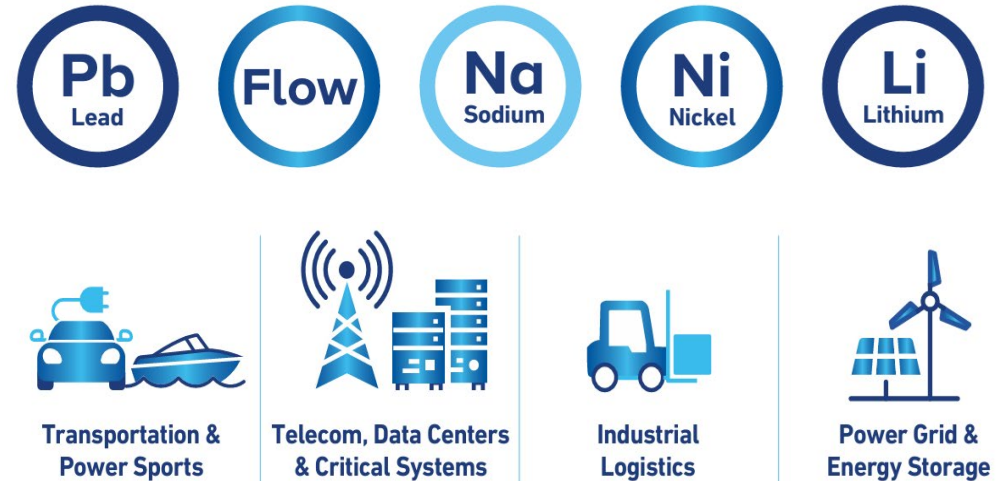 Pb
Lead
Flow
Na
Sodium
Ni
Nickel
Li
Lithium
Transportation &
Power Sports
Telecom, Data Centers
& Critical Systems
Industrial
Logistics
Power Grid &
Energy Storage